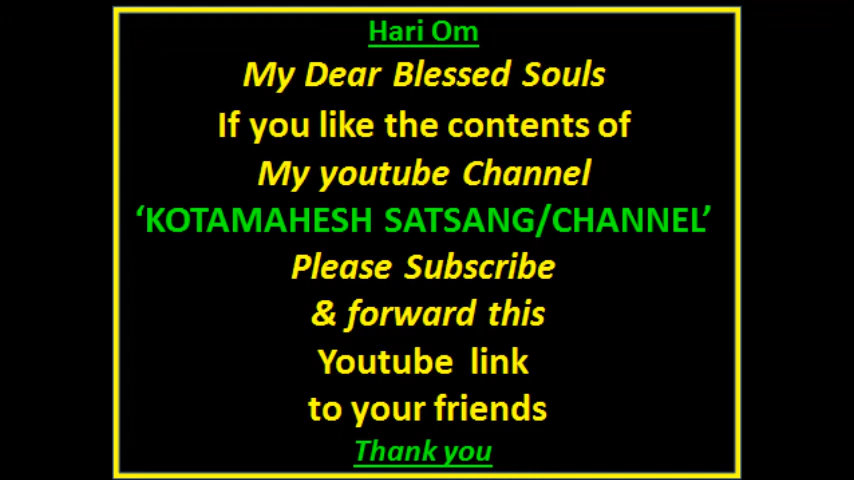 Hari Om
My Dear Blessed Souls
If you like the contents of
My youtube Channel
‘KOTAMAHESH SATSANG/CHANNEL’
Please Subscribe
& forward this
Youtube link
to your friends
Thank you